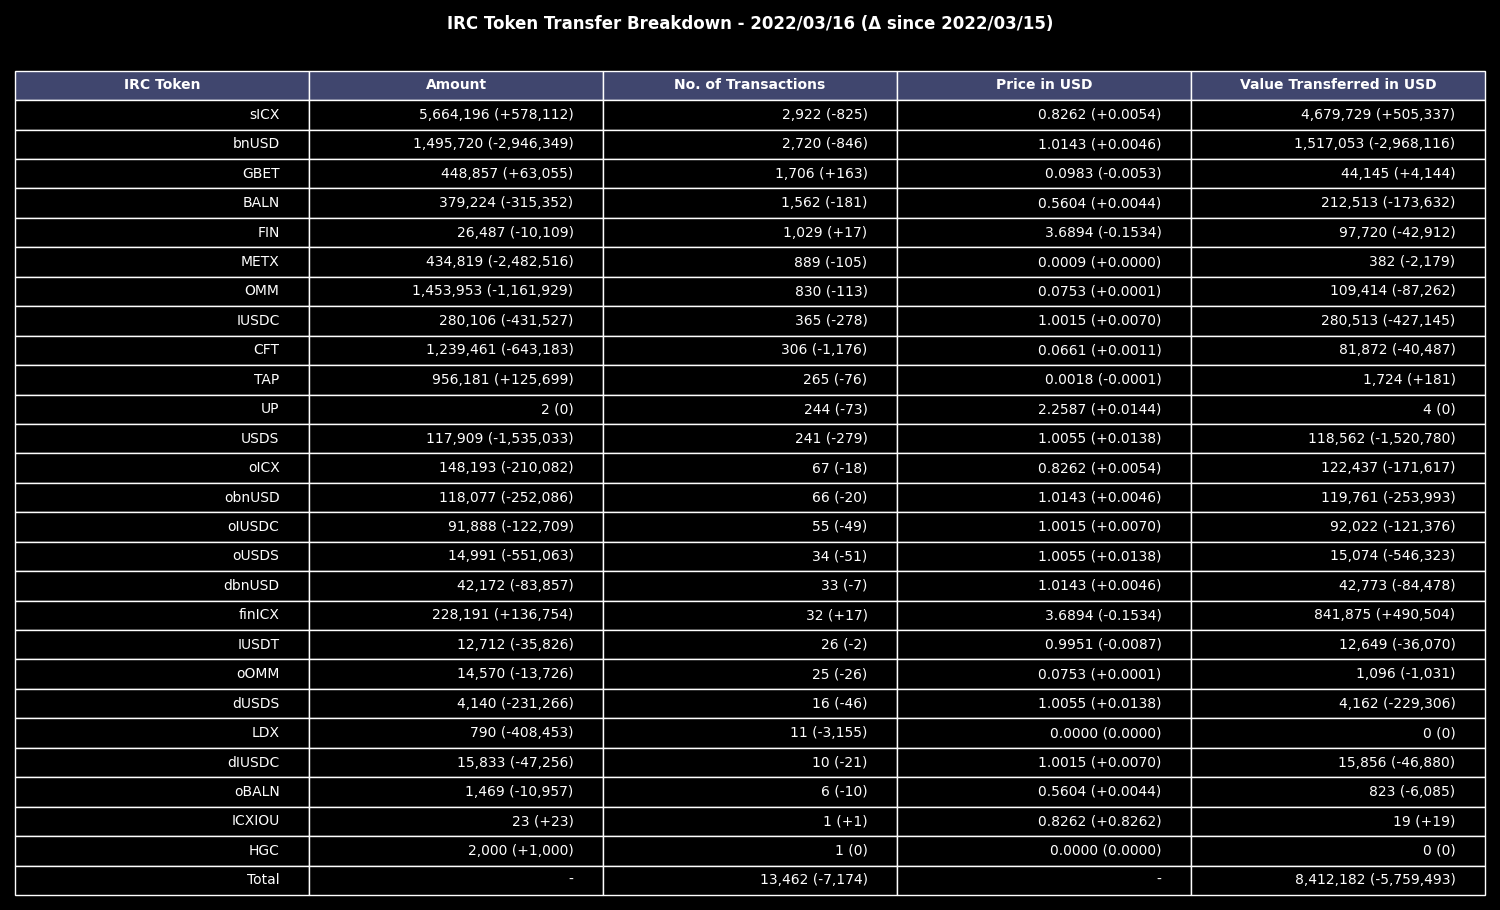 IRC Token Transfer Breakdown - 2022/03/16 (Δ since 2022/03/15)
IRC Token Amount No. of Transactions Price in USD Value Transferred in USD
sICX 5,664,196 (+578,112) 2,922 (-825) 0.8262 (+0.0054) 4,679,729 (+505,337)
bnUSD 1,495,720 (-2,946,349) 2,720 (-846) 1.0143 (+0.0046) 1,517,053 (-2,968,116)
GBET 448,857 (+63,055) 1,706 (+163) 0.0983 (-0.0053) 44,145 (+4,144)
BALN 379,224 (-315,352) 1,562 (-181) 0.5604 (+0.0044) 212,513 (-173,632)
FIN 26,487 (-10,109) 1,029 (+17) 3.6894 (-0.1534) 97,720 (-42,912)
METX 434,819 (-2,482,516) 889 (-105) 0.0009 (+0.0000) 382 (-2,179)
OMM 1,453,953 (-1,161,929) 830 (-113) 0.0753 (+0.0001) 109,414 (-87,262)
IUSDC 280,106 (-431,527) 365 (-278) 1.0015 (+0.0070) 280,513 (-427,145)
CFT 1,239,461 (-643,183) 306 (-1,176) 0.0661 (+0.0011) 81,872 (-40,487)
TAP 956,181 (+125,699) 265 (-76) 0.0018 (-0.0001) 1,724 (+181)
UP 2 (0) 244 (-73) 2.2587 (+0.0144) 4 (0)
USDS 117,909 (-1,535,033) 241 (-279) 1.0055 (+0.0138) 118,562 (-1,520,780)
oICX 148,193 (-210,082) 67 (-18) 0.8262 (+0.0054) 122,437 (-171,617)
obnUSD 118,077 (-252,086) 66 (-20) 1.0143 (+0.0046) 119,761 (-253,993)
oIUSDC 91,888 (-122,709) 55 (-49) 1.0015 (+0.0070) 92,022 (-121,376)
oUSDS 14,991 (-551,063) 34 (-51) 1.0055 (+0.0138) 15,074 (-546,323)
dbnUSD 42,172 (-83,857) 33 (-7) 1.0143 (+0.0046) 42,773 (-84,478)
finICX 228,191 (+136,754) 32 (+17) 3.6894 (-0.1534) 841,875 (+490,504)
IUSDT 12,712 (-35,826) 26 (-2) 0.9951 (-0.0087) 12,649 (-36,070)
oOMM 14,570 (-13,726) 25 (-26) 0.0753 (+0.0001) 1,096 (-1,031)
dUSDS 4,140 (-231,266) 16 (-46) 1.0055 (+0.0138) 4,162 (-229,306)
LDX 790 (-408,453) 11 (-3,155) 0.0000 (0.0000) 0 (0)
dIUSDC 15,833 (-47,256) 10 (-21) 1.0015 (+0.0070) 15,856 (-46,880)
oBALN 1,469 (-10,957) 6 (-10) 0.5604 (+0.0044) 823 (-6,085)
ICXIOU 23 (+23) 1 (+1) 0.8262 (+0.8262) 19 (+19)
HGC 2,000 (+1,000) 1 (0) 0.0000 (0.0000) 0 (0)
Total - 13,462 (-7,174) - 8,412,182 (-5,759,493)